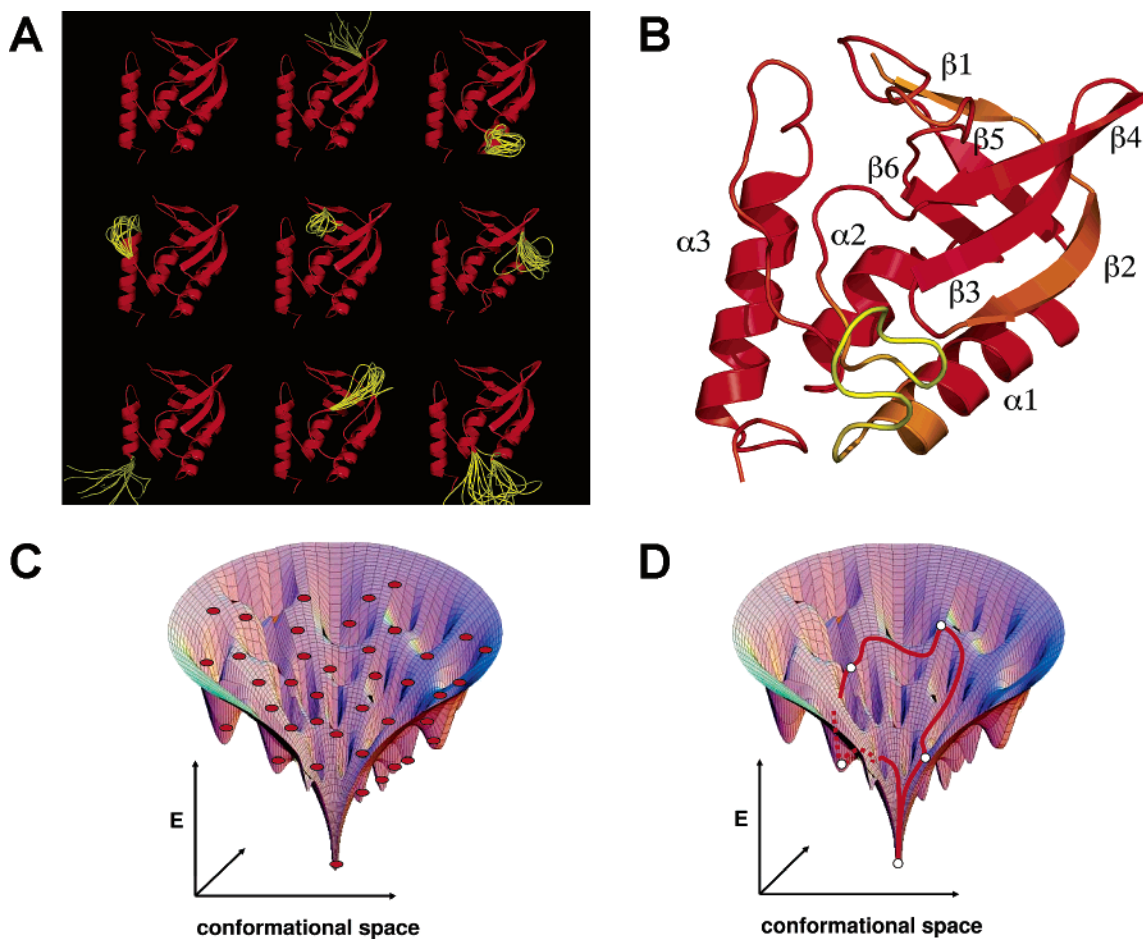 A
B
β1
β5
β4
β6
α3
α2
β2
β3
α1
C
D
E
conformational space
E
conformational space